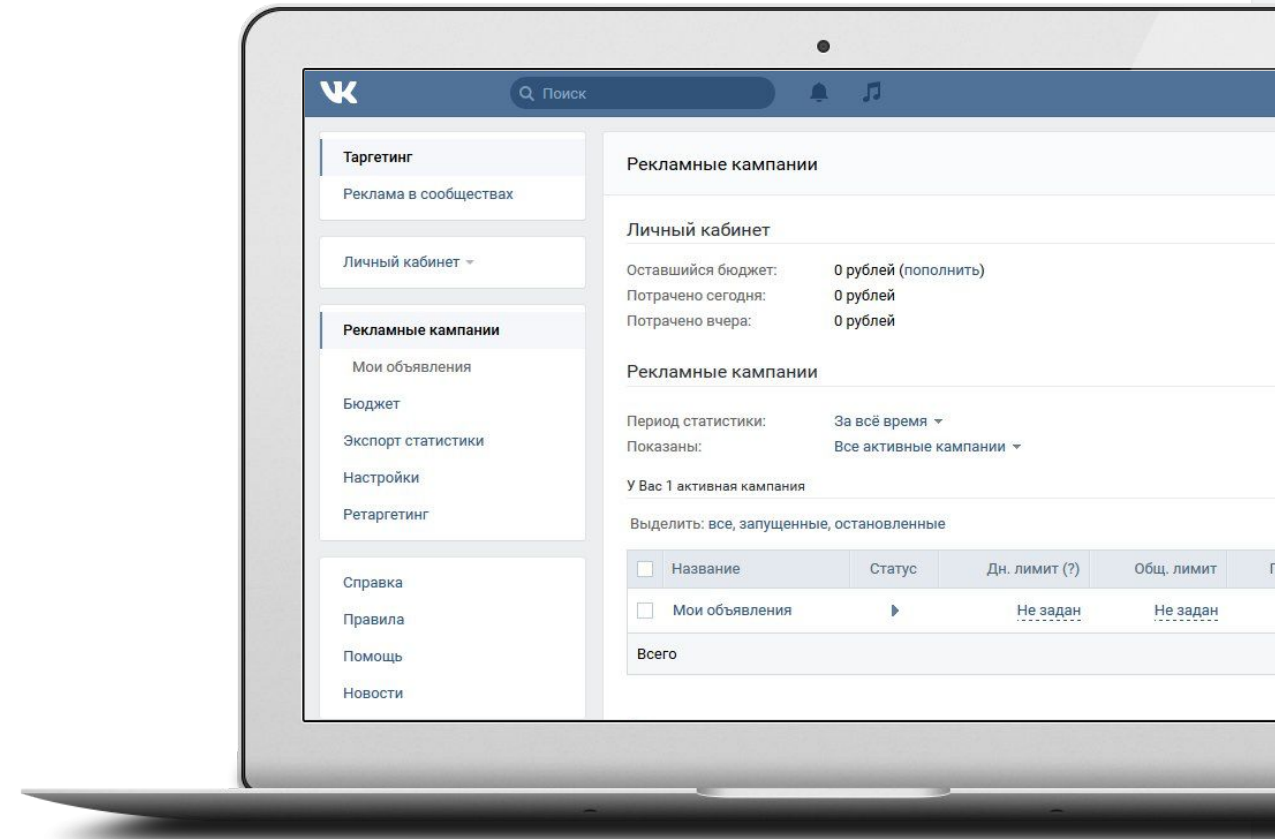 Поиск
Таргетинг
Реклама в сообществах
Личный кабинет
Рекламные кампании
Мои объявления
Бюджет
Экспорт статистики
Настройки
Ретаргетинг
Справка
Правила
Помощь
Новости
Рекламные кампании
Личный кабинет
Оставшийся бюджет: 0 рублей (пополнить)
Потрачено сегодня: 0 рублей
Потрачено вчера: 0 рублей
Рекламные кампании
Период статистики: За всё время
Показаны: Все активные кампании
У Вас 1 активная кампания
Выделить: все, запущенные, остановленные
Название Статус Дн. лимит (?) Общ. лимит
Мои объявления Не задан Не задан
Всего